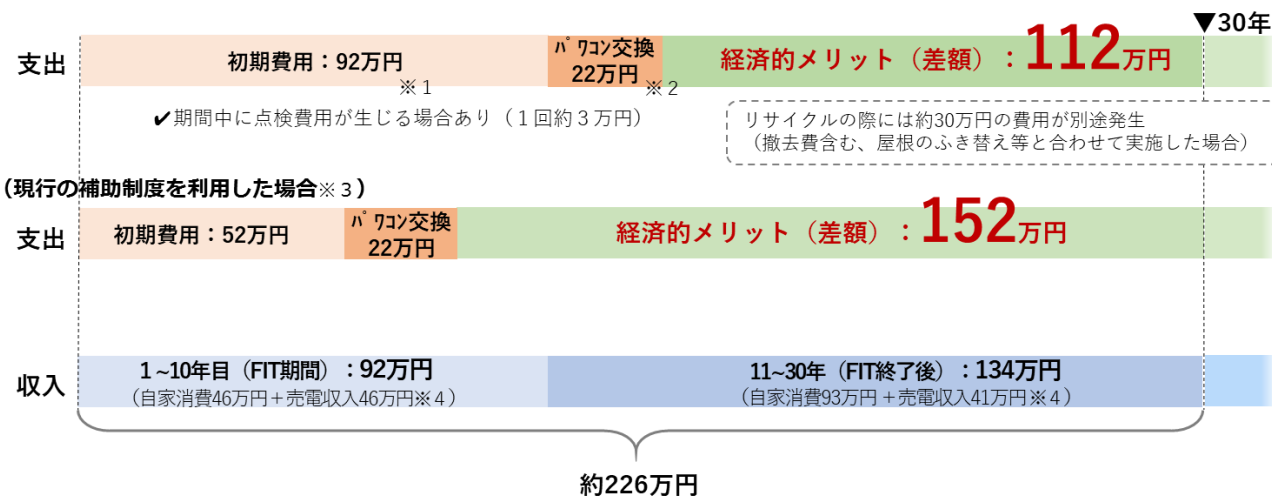 ▼30年
支出
初期費用：92万円
※１
ﾊﾟﾜｺﾝ交換
22万円
※２
経済的メリット（差額）：112万円
✔期間中に点検費用が生じる場合あり（１回約３万円）
リサイクルの際には約30万円の費用が別途発生
（撤去費含む、屋根のふき替え等と合わせて実施した場合）
（現行の補助制度を利用した場合※３）
支出
初期費用：52万円
ﾊﾟﾜｺﾝ交換
22万円
経済的メリット（差額）：152万円
収入
1~10年目（FIT期間）：92万円
（自家消費46万円＋売電収入46万円※４）
11~30年（FIT終了後）：134万円
（自家消費93万円＋売電収入41万円※４）
約226万円